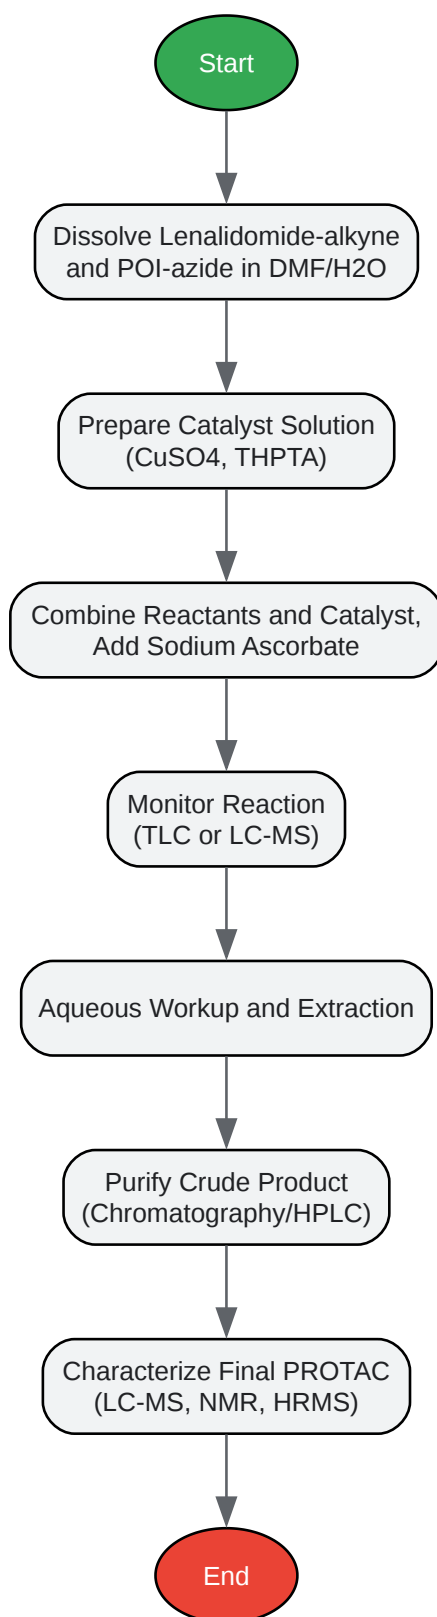 Start
Dissolve Lenalidomide-alkyne
and POI-azide in DMF/H2O
Prepare Catalyst Solution
(CuSO4, THPTA)
Combine Reactants and Catalyst,
Add Sodium Ascorbate
Monitor Reaction
(TLC or LC-MS)
Aqueous Workup and Extraction
Purify Crude Product
(Chromatography/HPLC)
Characterize Final PROTAC
(LC-MS, NMR, HRMS)
End